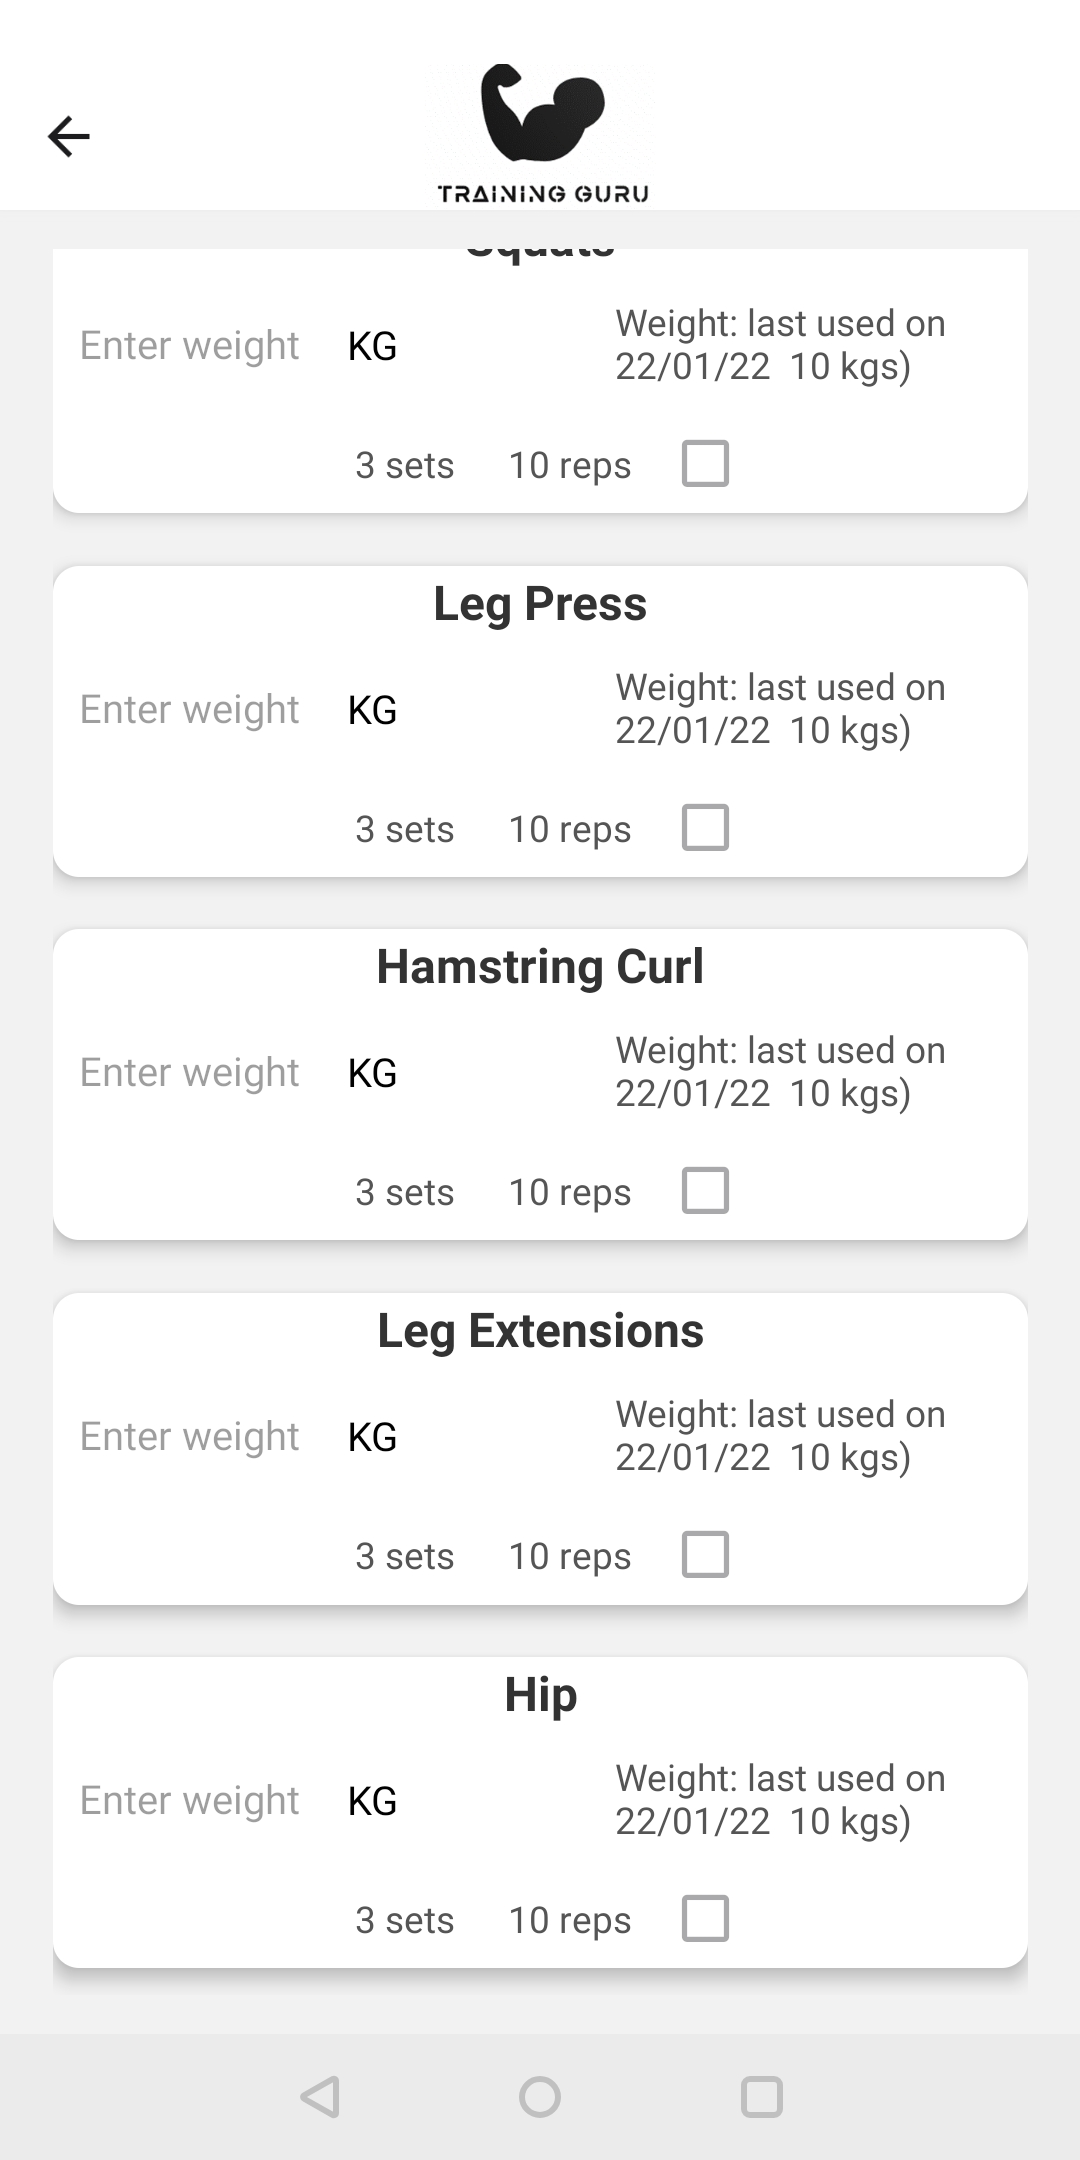 TRAINING GURU
Squats
Enter weight KG Weight: last used on
22/01/22  10 kgs)
3 sets 10 reps
Leg Press
Enter weight KG Weight: last used on
22/01/22  10 kgs)
3 sets 10 reps
Hamstring Curl
Enter weight KG Weight: last used on
22/01/22  10 kgs)
3 sets 10 reps
Leg Extensions
Enter weight KG Weight: last used on
22/01/22  10 kgs)
3 sets 10 reps
Hip
Enter weight KG Weight: last used on
22/01/22  10 kgs)
3 sets 10 reps